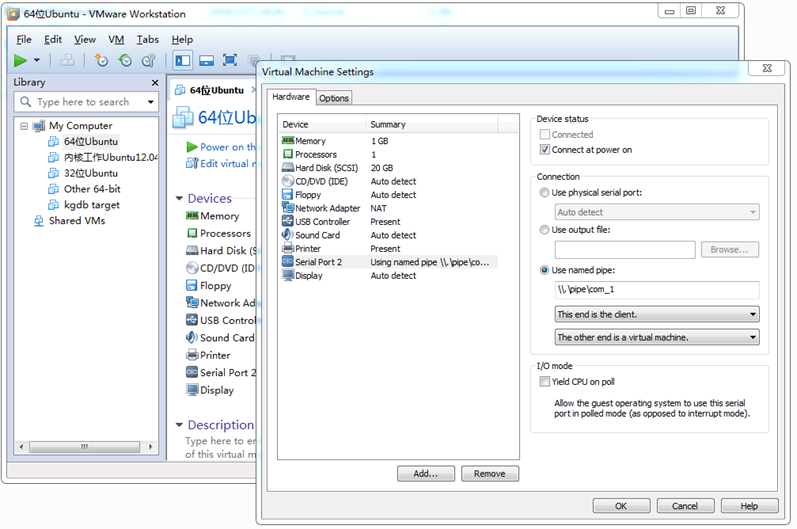 64位Ubuntu - VMware Workstation
File Edit View VM Tabs Help
Library
Type here to search
My Computer
64位Ubuntu
内核工作Ubuntu12.04
32位Ubuntu
Other 64-bit
kgdb target
Shared VMs
64位Ubuntu
64位Ubu
Power on th
Edit virtual m
Devices
Memory
Processors
Hard Disk (S
CD/DVD (ID
Floppy
Network Ad
USB Contro
Sound Card
Printer
Serial Port 2
Display
Description
Type here to en
of this virtual m
Virtual Machine Settings
Hardware Options
Device Summary
Memory 1 GB
Processors 1
Hard Disk (SCSI) 20 GB
CD/DVD (IDE) Auto detect
Floppy Auto detect
Network Adapter NAT
USB Controller Present
Sound Card Auto detect
Printer Present
Serial Port 2 Using named pipe \\.\pipe\co...
Display Auto detect
Add... Remove
Device status
Connected
Connect at power on
Connection
Use physical serial port:
Auto detect
Use output file:
Browse...
Use named pipe:
\\.\pipe\com_1
This end is the client.
The other end is a virtual machine.
I/O mode
Yield CPU on poll
Allow the guest operating system to use this serial
port in polled mode (as opposed to interrupt mode).
OK Cancel Help